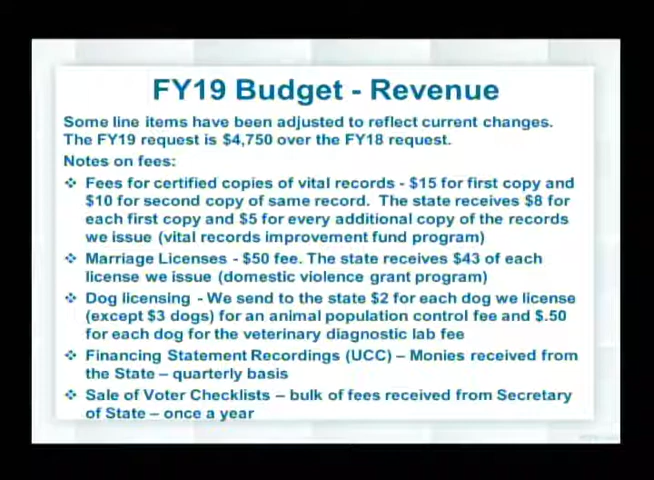 FY19 Budget - Revenue
Some line items have been adjusted to reflect current changes.
The FY19 request is $4,750 over the FY18 request.
Notes on fees:
❖ Fees for certified copies of vital records - $15 for first copy and
$10 for second copy of same record. The state receives $8 for
each first copy and $5 for every additional copy of the records
we issue (vital records improvement fund program)
❖ Marriage Licenses - $50 fee. The state receives $43 of each
license we issue (domestic violence grant program)
❖ Dog licensing - We send to the state $2 for each dog we license
(except $3 dogs) for an animal population control fee and $.50
for each dog for the veterinary diagnostic lab fee
❖ Financing Statement Recordings (UCC) – Monies received from
the State – quarterly basis
❖ Sale of Voter Checklists – bulk of fees received from Secretary
of State – once a year